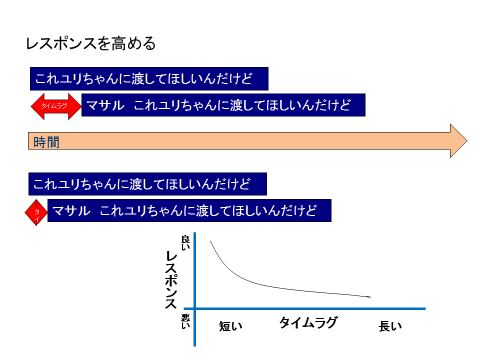 レスポンスを高める
これユリちゃんに渡してほしいんだけど
タイムラグ
マサル　これユリちゃんに渡してほしいんだけど
時間
これユリちゃんに渡してほしいんだけど
タイ
マサル　これユリちゃんに渡してほしいんだけど
良い
レスポンス
悪い
短い
タイムラグ
長い